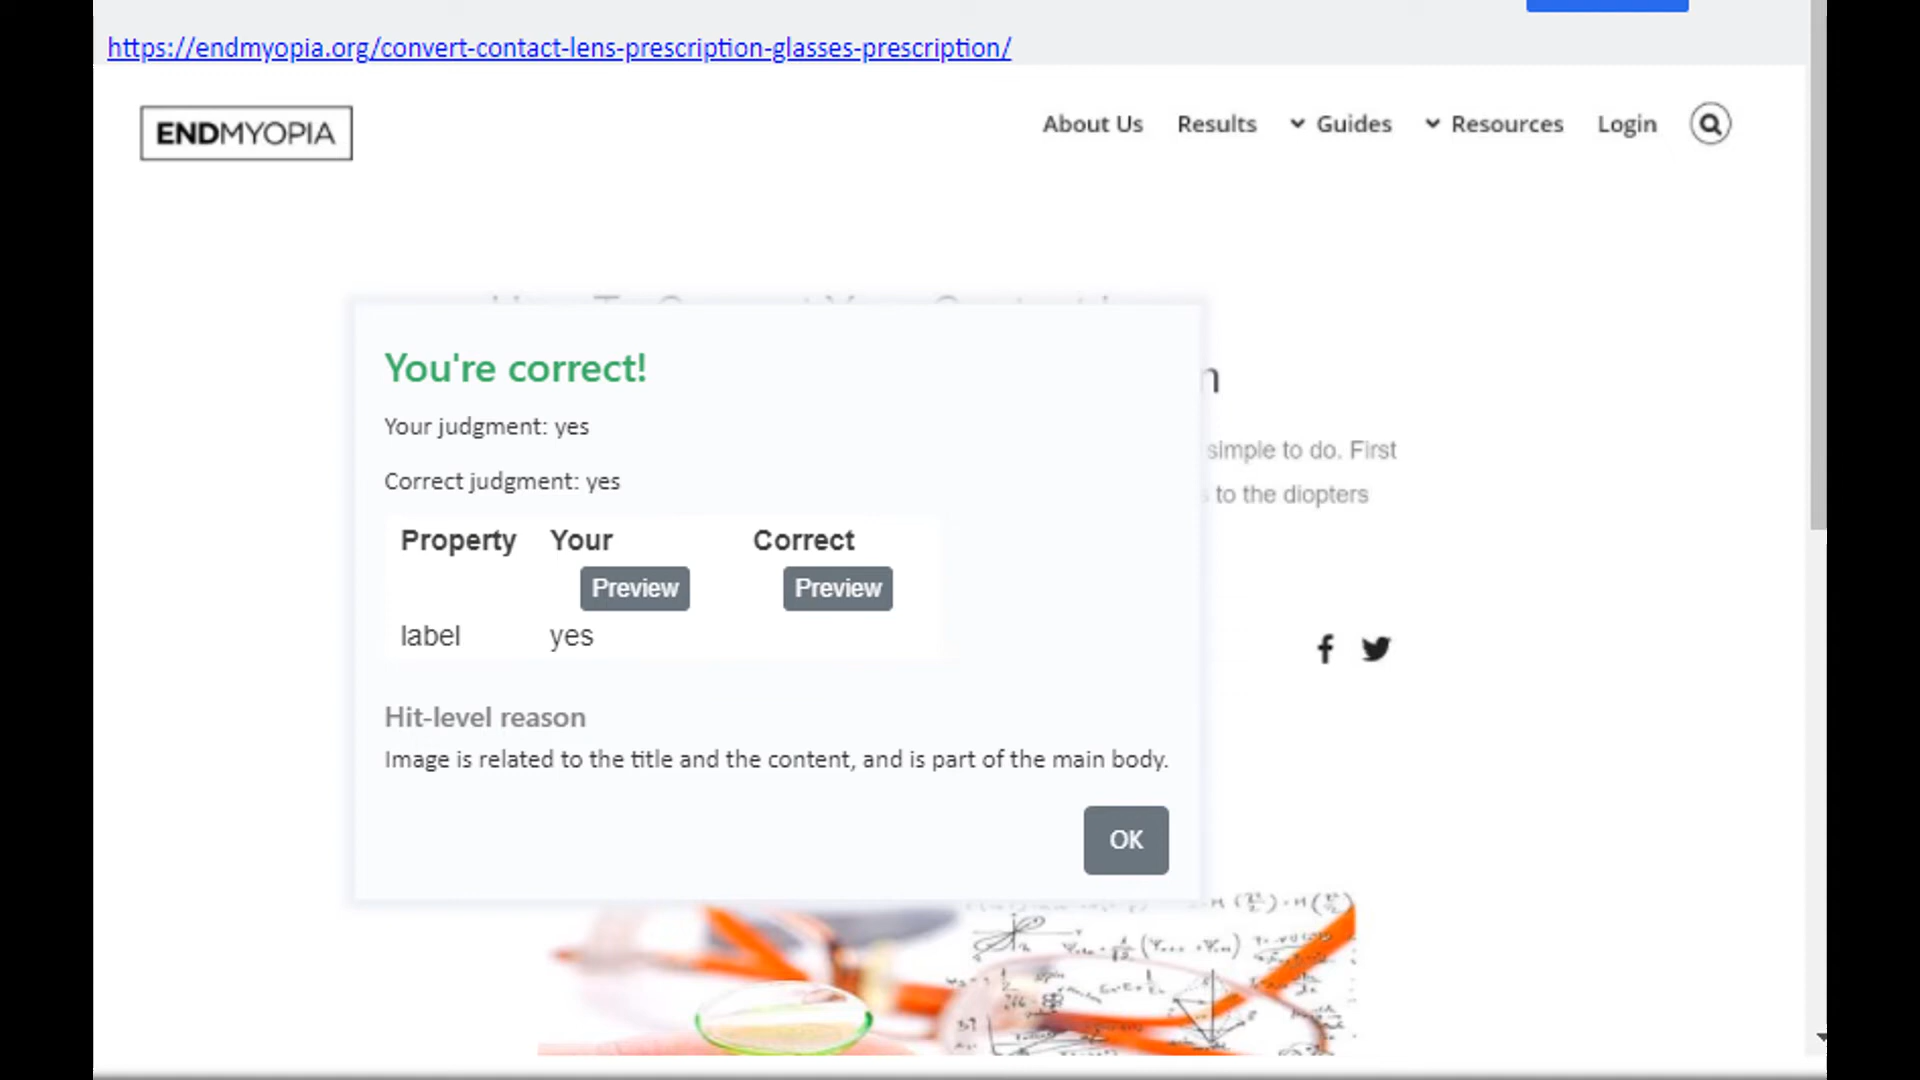 https://endmyopia.org/convert-contact-lens-prescription-glasses-prescription/
ENDMYOPIA
About Us Results Guides Resources Login
You're correct!
Your judgment: yes
Correct judgment: yes
simple to do. First
to the diopters
Property Your Correct
Preview Preview
label yes
Hit-level reason
Image is related to the title and the content, and is part of the main body.
OK